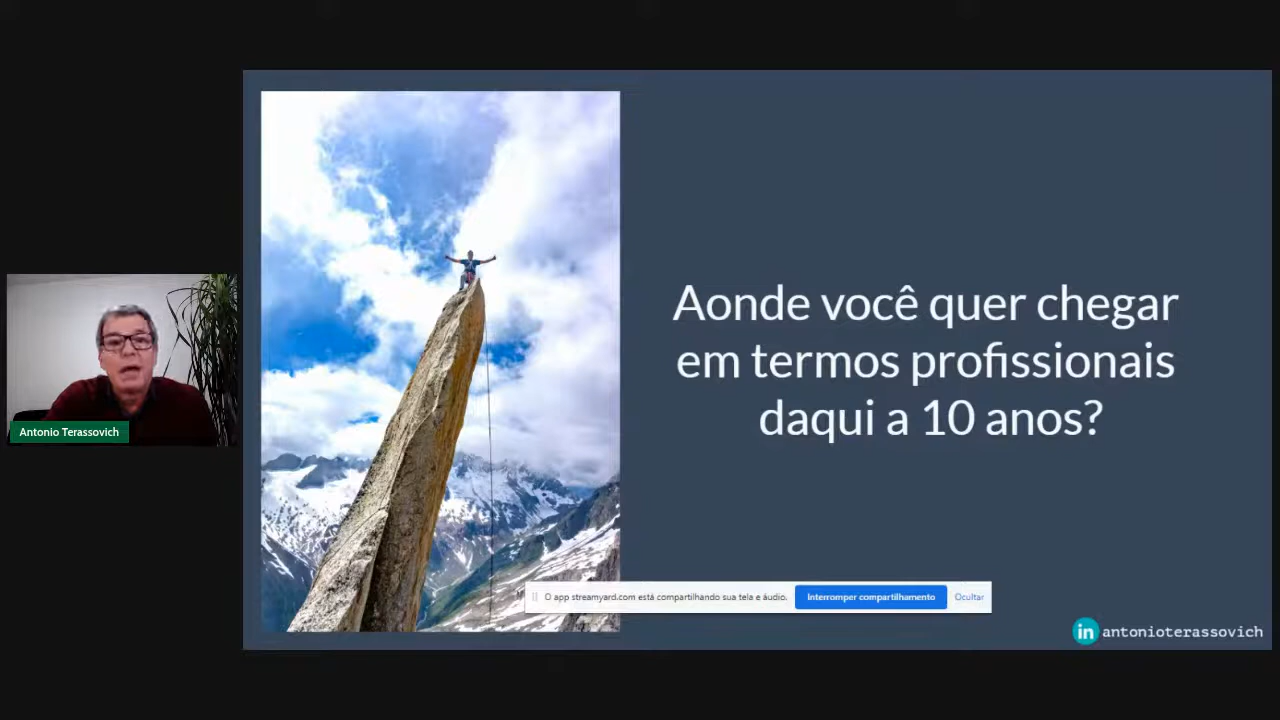 Aonde você quer chegar
em termos profissionais
daqui a 10 anos?
Antonio Terassovich
O app streamyard.com está compartilhando sua tela e áudio. Interromper compartilhamento Ocultar
in antonioterassovich